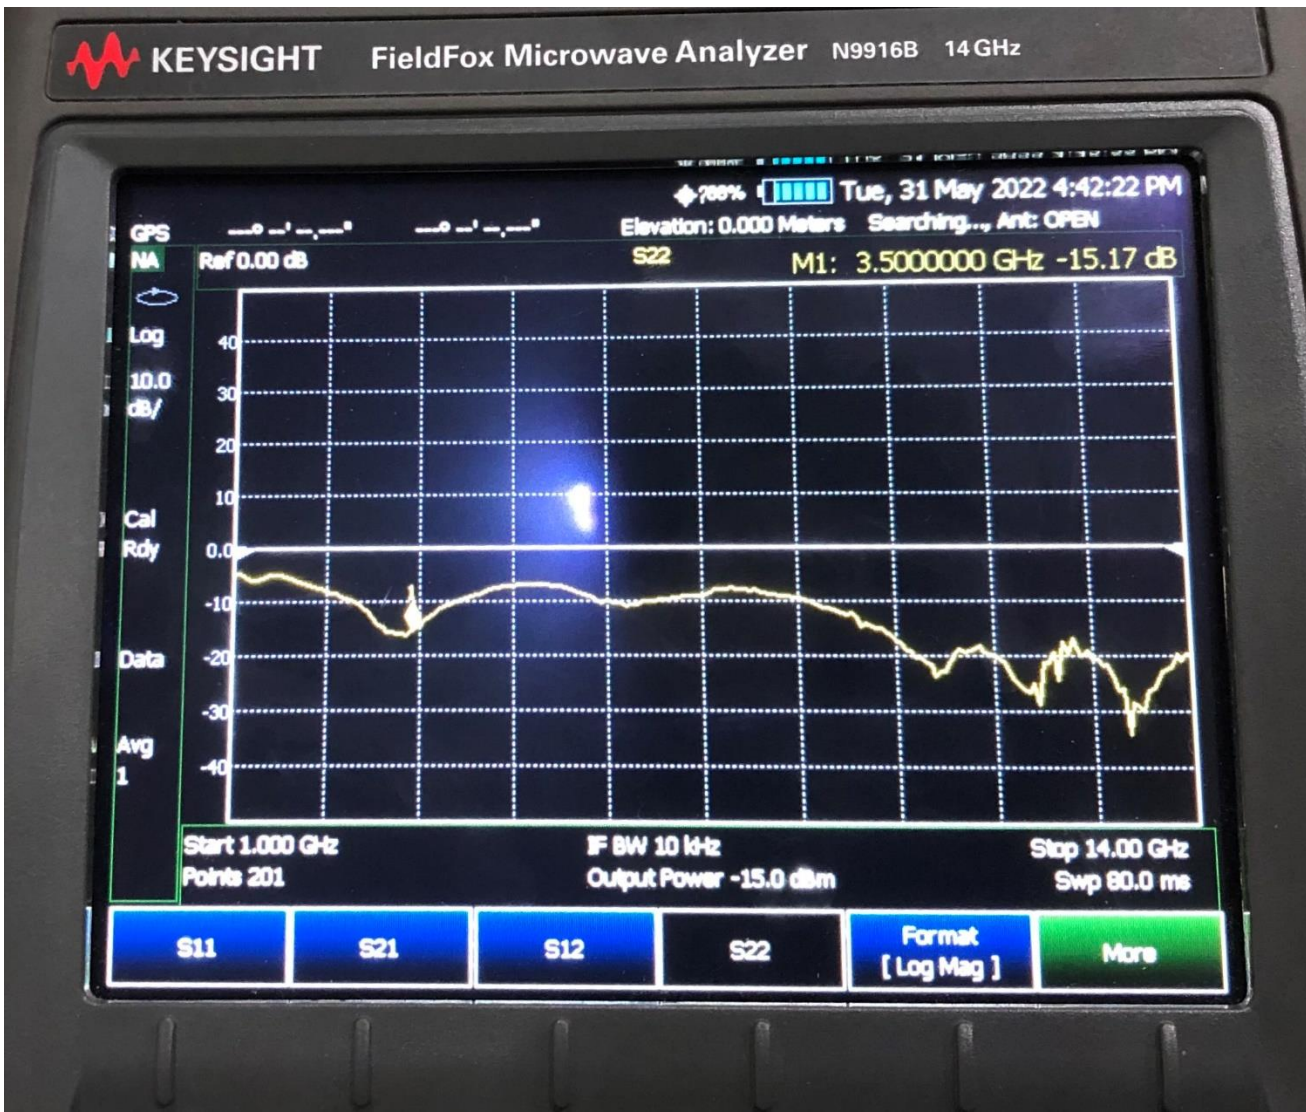 KEYSIGHT FieldFox Microwave Analyzer N9916B 14 GHz
Tue, 31 May 2022 4:42:22 PM
GPS ---° --' --.--" ---° --' --.--" Elevation: 0.000 Meters Searching..., Ant: OPEN
NA Ref 0.00 dB S22 M1: 3.5000000 GHz -15.17 dB
Log
10.0
dB/
Cal
Rdy
Data
Avg
1
40
30
20
10
0.0
-10
-20
-30
-40
Start 1.000 GHz IF BW 10 kHz Stop 14.00 GHz
Points 201 Output Power -15.0 dBm Swp 80.0 ms
S11 S21 S12 S22 Format More
[ Log Mag ]